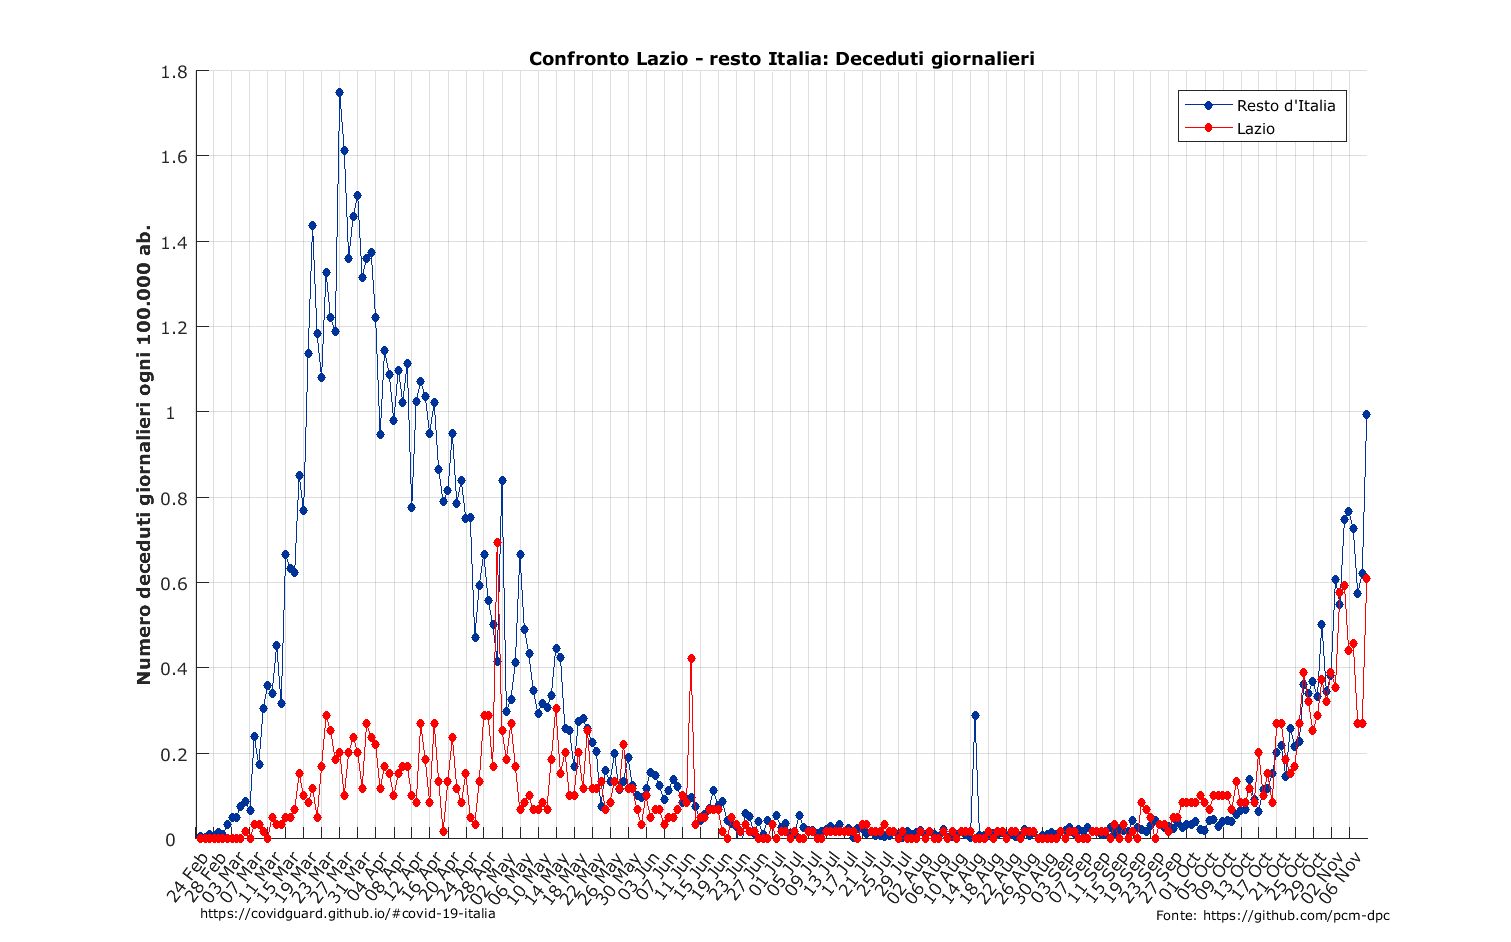 Confronto Lazio - resto Italia: Deceduti giornalieri
Resto d'Italia
Lazio
Numero deceduti giornalieri ogni 100.000 ab.
1.8
1.6
1.4
1.2
1
0.8
0.6
0.4
0.2
0
24 Feb
28 Feb
03 Mar
07 Mar
11 Mar
15 Mar
19 Mar
23 Mar
27 Mar
31 Mar
04 Apr
08 Apr
12 Apr
16 Apr
20 Apr
24 Apr
28 Apr
02 May
06 May
10 May
14 May
18 May
22 May
26 May
30 May
03 Jun
07 Jun
11 Jun
15 Jun
19 Jun
23 Jun
27 Jun
01 Jul
05 Jul
09 Jul
13 Jul
17 Jul
21 Jul
25 Jul
29 Jul
02 Aug
06 Aug
10 Aug
14 Aug
18 Aug
22 Aug
26 Aug
30 Aug
03 Sep
07 Sep
11 Sep
15 Sep
19 Sep
23 Sep
27 Sep
01 Oct
05 Oct
09 Oct
13 Oct
17 Oct
21 Oct
25 Oct
29 Oct
02 Nov
06 Nov
https://covidguard.github.io/#covid-19-italia
Fonte: https://github.com/pcm-dpc